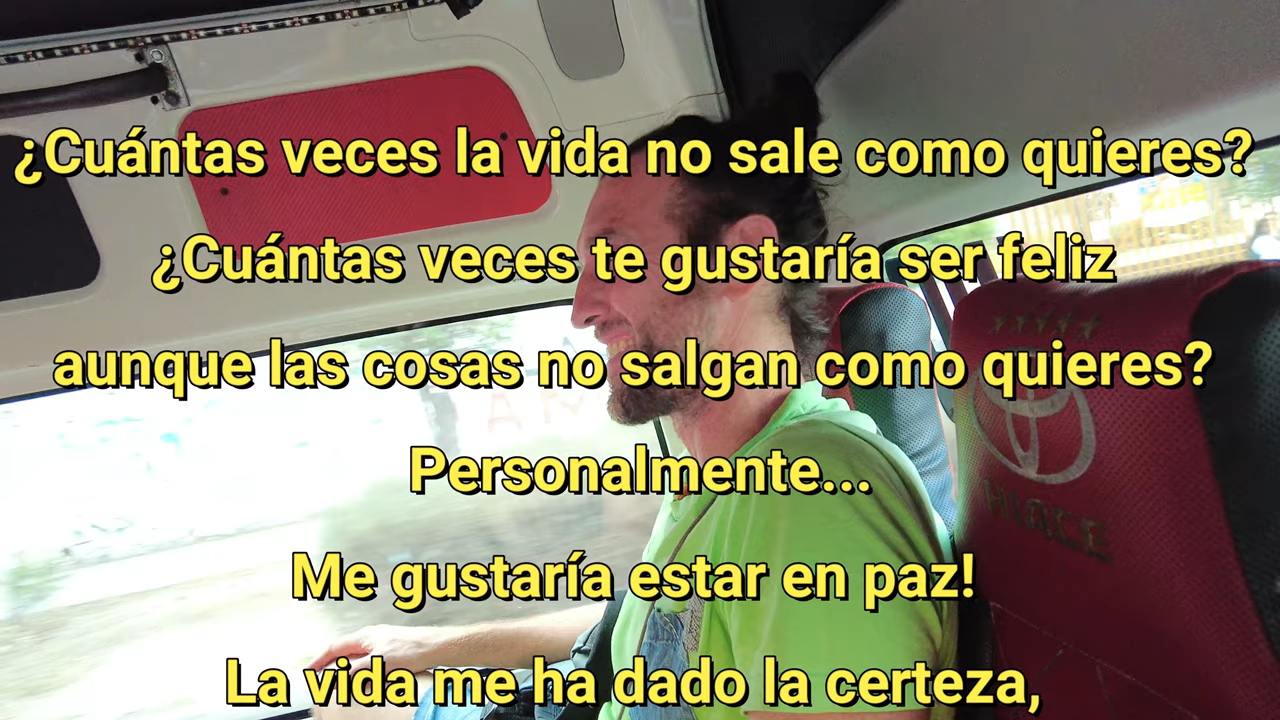 ¿Cuántas veces la vida no sale como quieres?
¿Cuántas veces te gustaría ser feliz
aunque las cosas no salgan como quieres?
Personalmente...
Me gustaría estar en paz!
La vida me ha dado la certeza,
HIACE